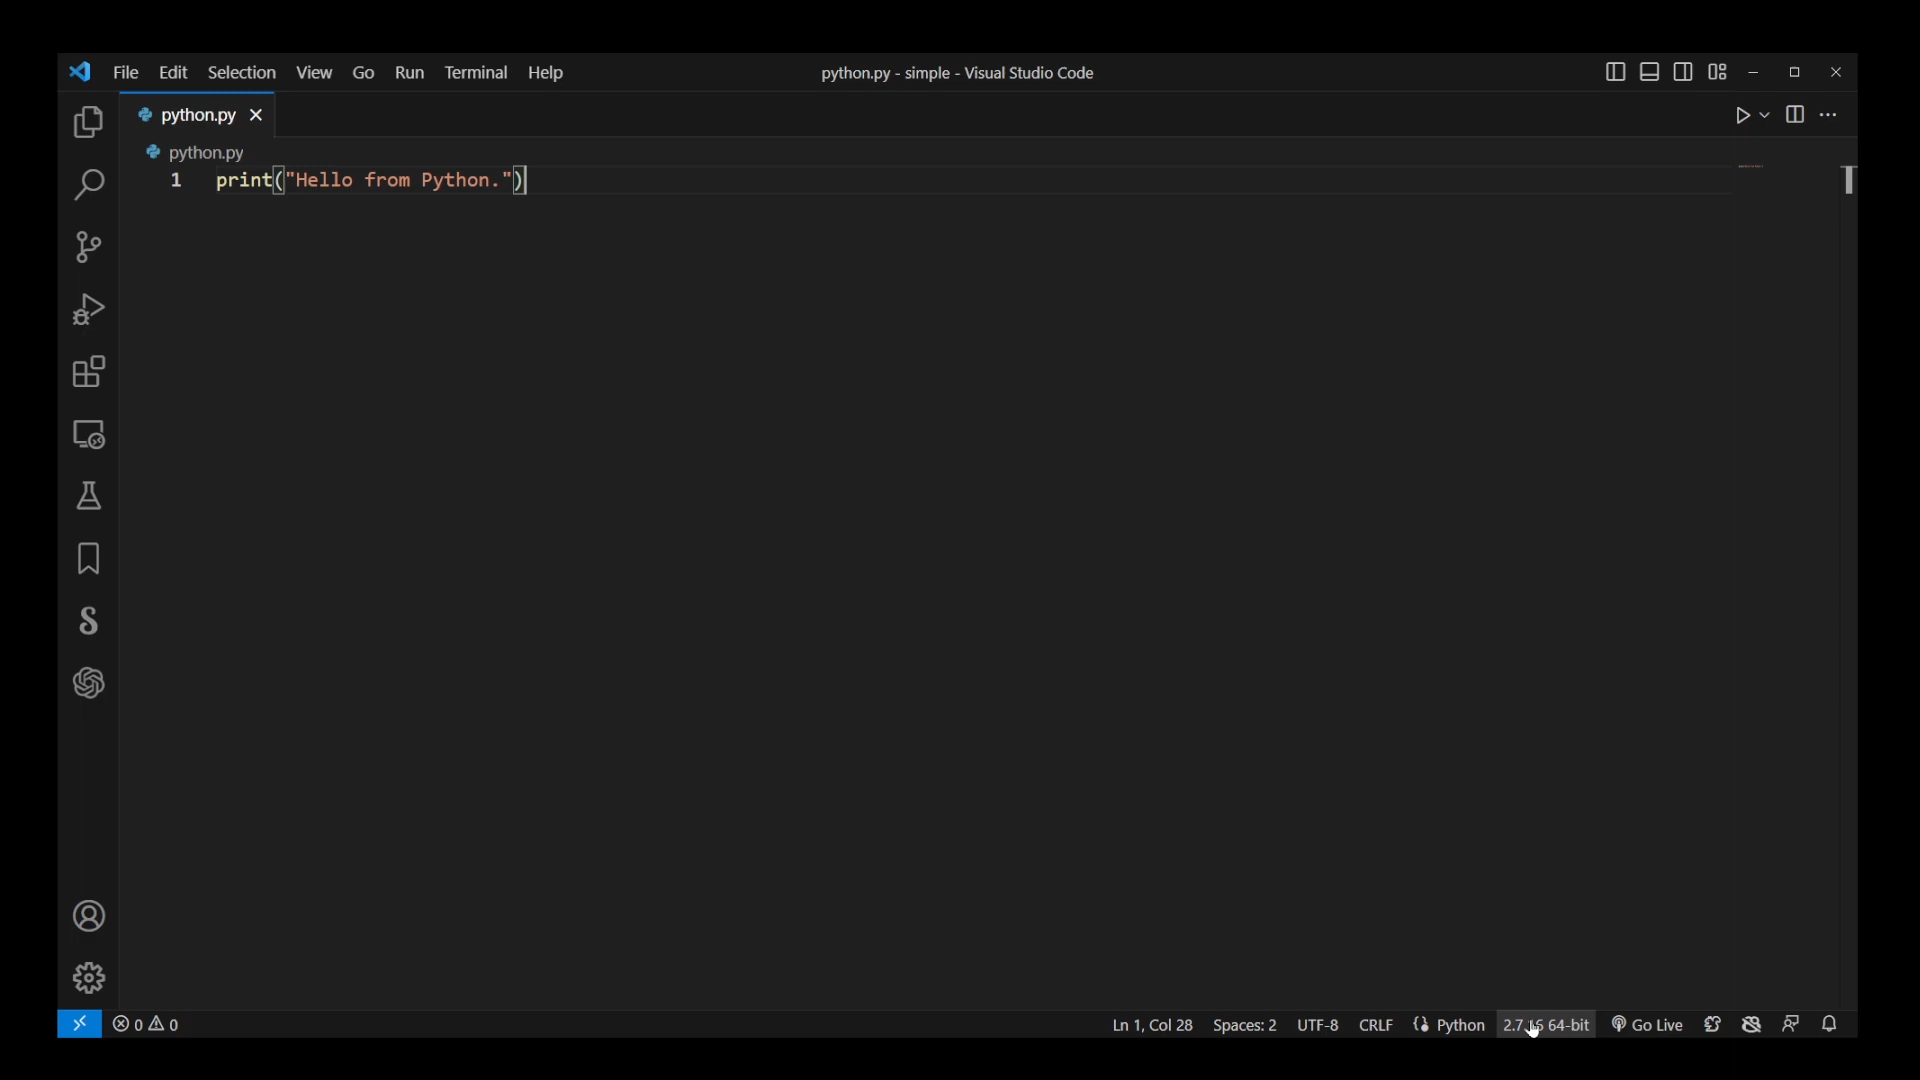 File Edit Selection View Go Run Terminal Help python.py - simple - Visual Studio Code
python.py
python.py
1 print("Hello from Python.")
0 0 Ln 1, Col 28 Spaces: 2 UTF-8 CRLF {} Python 64-bit Go Live